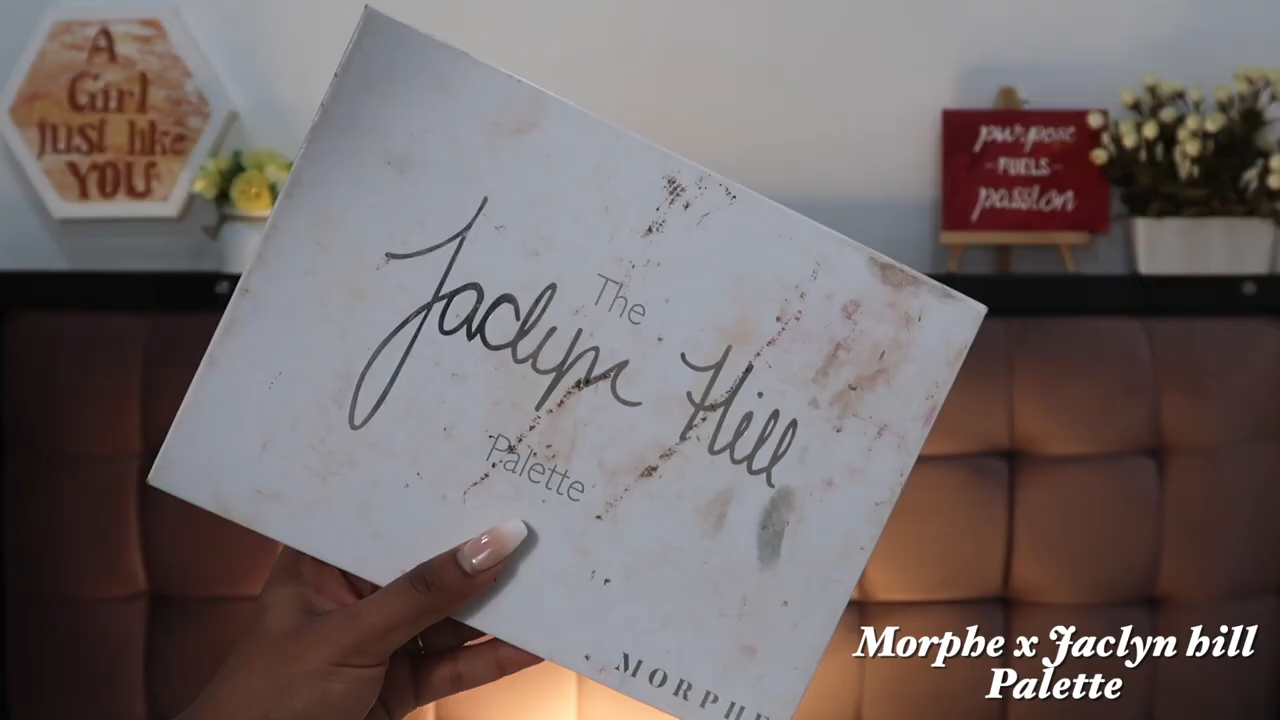 A
Girl
just like
YOU
purpose
-FUELS-
passion
The
Jaclyn Hill
Palette
MORPHE
Morphe x Jaclyn hill
Palette